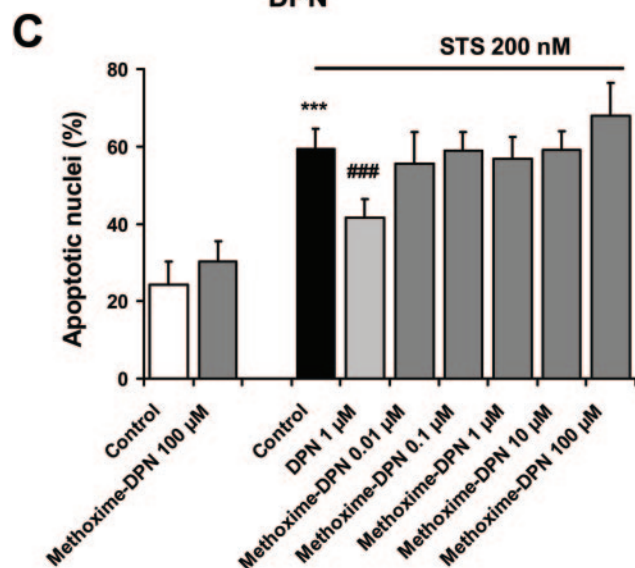 DPN
C
STS 200 nM
Apoptotic nuclei (%)
80
60
40
20
0
***
###
Control
Methoxime-DPN 100 µM
Control
DPN 1 µM
Methoxime-DPN 0.01 µM
Methoxime-DPN 0.1 µM
Methoxime-DPN 1 µM
Methoxime-DPN 10 µM
Methoxime-DPN 100 µM